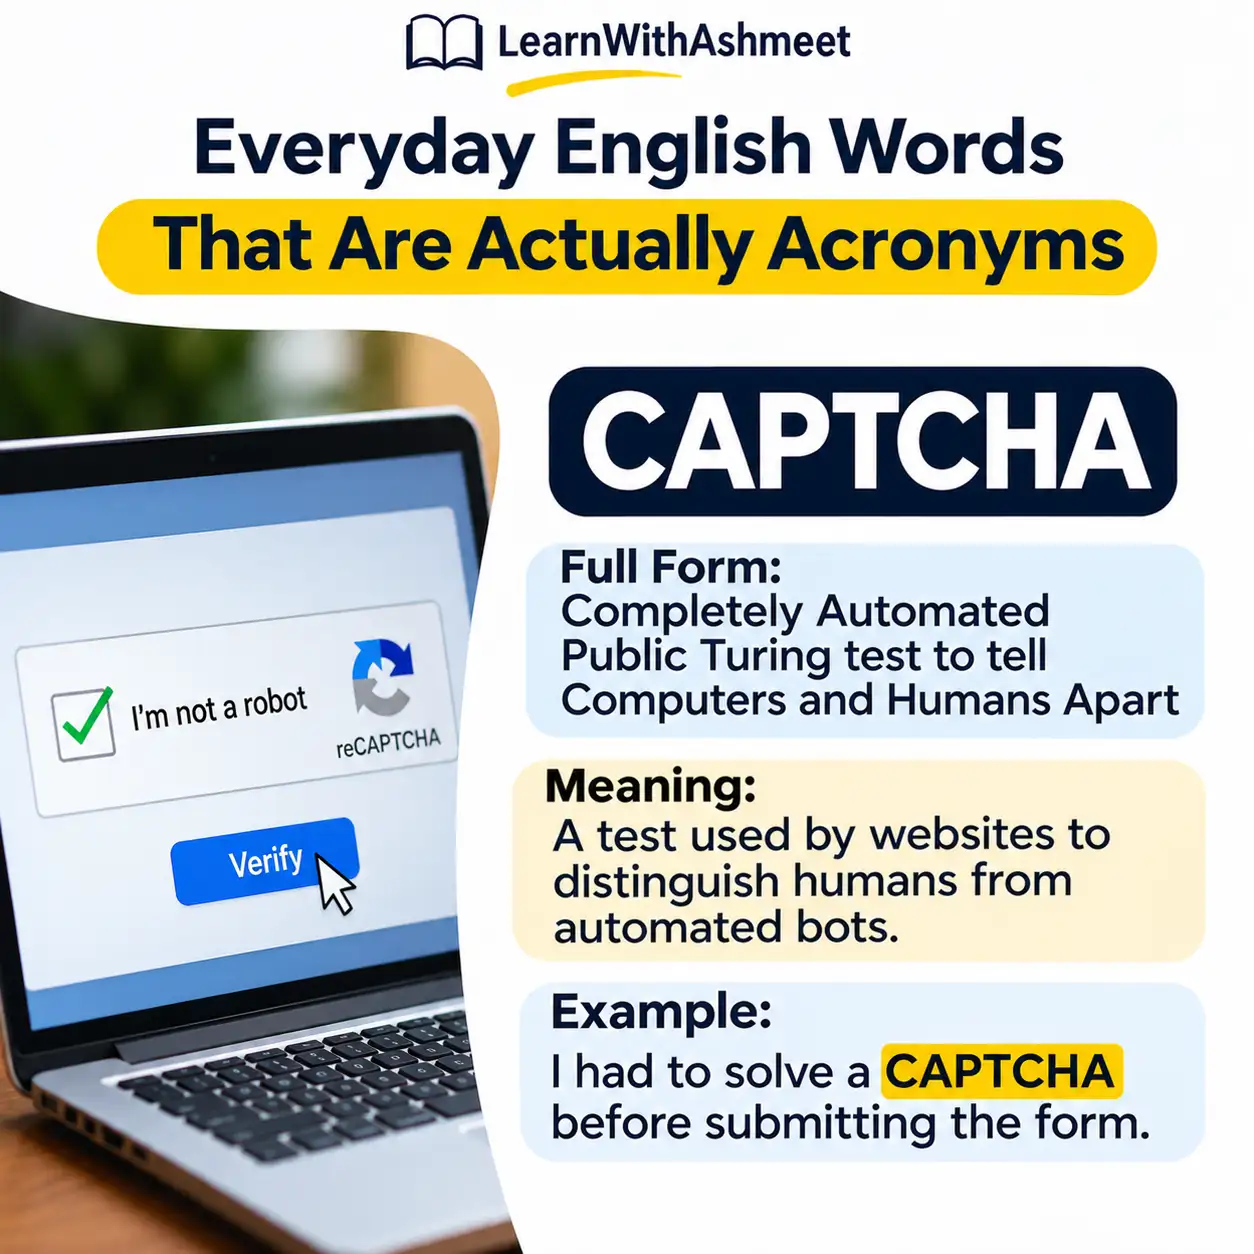 LearnWithAshmeet
Everyday English Words
That Are Actually Acronyms
CAPTCHA
Full Form:
Completely Automated
Public Turing test to tell
Computers and Humans Apart
Meaning:
A test used by websites to
distinguish humans from
automated bots.
Example:
I had to solve a CAPTCHA
before submitting the form.
I'm not a robot
reCAPTCHA
Verify